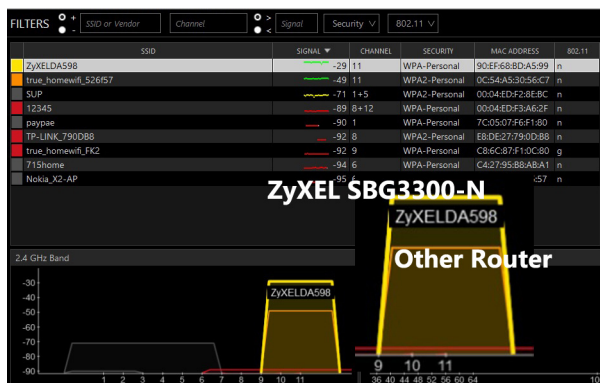 FILTERS + - SSID or Vendor Channel > < Signal Security 802.11
SSID SIGNAL CHANNEL SECURITY MAC ADDRESS 802.11
ZyXELDA598 -29 11 WPA-Personal 90:EF:68:BD:A5:99 n
true_homewifi_526f57 -49 11 WPA2-Personal 0C:54:A5:30:56:C7 n
SUP -71 1+5 WPA2-Personal 00:04:ED:F2:8E:BC n
12345 -89 8+12 WPA-Personal 00:04:ED:F3:A6:2F n
paypae -90 1 WPA-Personal 7C:05:07:F6:F1:80 n
TP-LINK_790DB8 -92 8 WPA2-Personal E8:DE:27:79:0D:B8 n
true_homewifi_FK2 -92 9 WPA-Personal C8:6C:87:F1:0C:80 g
715home -94 6 WPA-Personal C4:27:95:B8:AB:A1 n
Nokia_X2-AP -95 :57 n
ZyXEL SBG3300-N
ZyXELDA598
Other Router
2.4 GHz Band
ZyXELDA598
-30
-40
-50
-60
-70
-80
-90
1 2 3 4 5 6 7 8 9 10 11
9 10 11
36 40 44 48 52 56 60 64 10